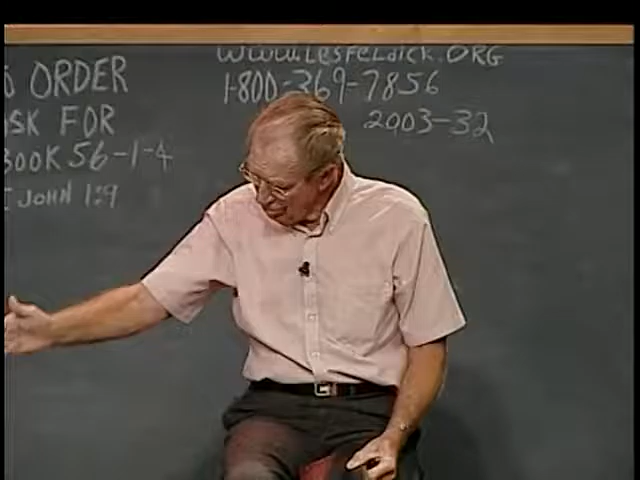 O ORDER
SK FOR
BOOK 56-1-4
I JOHN 1:9
WWW.LESFELDICK.ORG
1-800-369-7856
2003-32